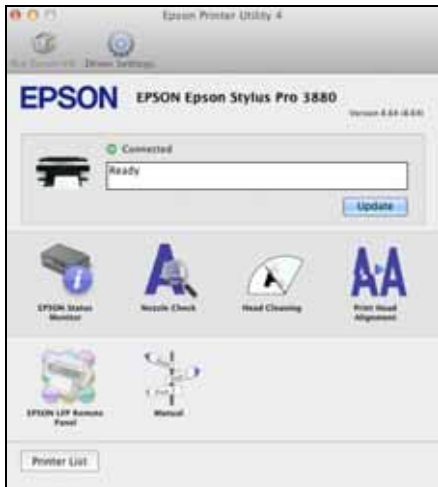 Epson Printer Utility 4
Driver Settings
EPSON EPSON Epson Stylus Pro 3880
Connected
Ready
Update
EPSON Status Monitor
Nozzle Check
Head Cleaning
Print Head Alignment
EPSON LFP Remote Panel
Manual
Printer List